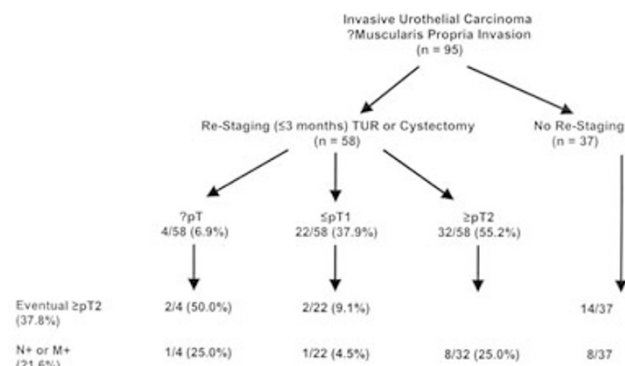 Invasive Urothelial Carcinoma
?Muscularis Propria Invasion
(n = 95)
Re-Staging (≤3 months) TUR or Cystectomy
(n = 58)
No Re-Staging
(n = 37)
?pT
4/58 (6.9%)
≤pT1
22/58 (37.9%)
≥pT2
32/58 (55.2%)
Eventual ≥pT2
(37.8%)
2/4 (50.0%)
2/22 (9.1%)
14/37
N+ or M+
(21.6%)
1/4 (25.0%)
1/22 (4.5%)
8/32 (25.0%)
8/37